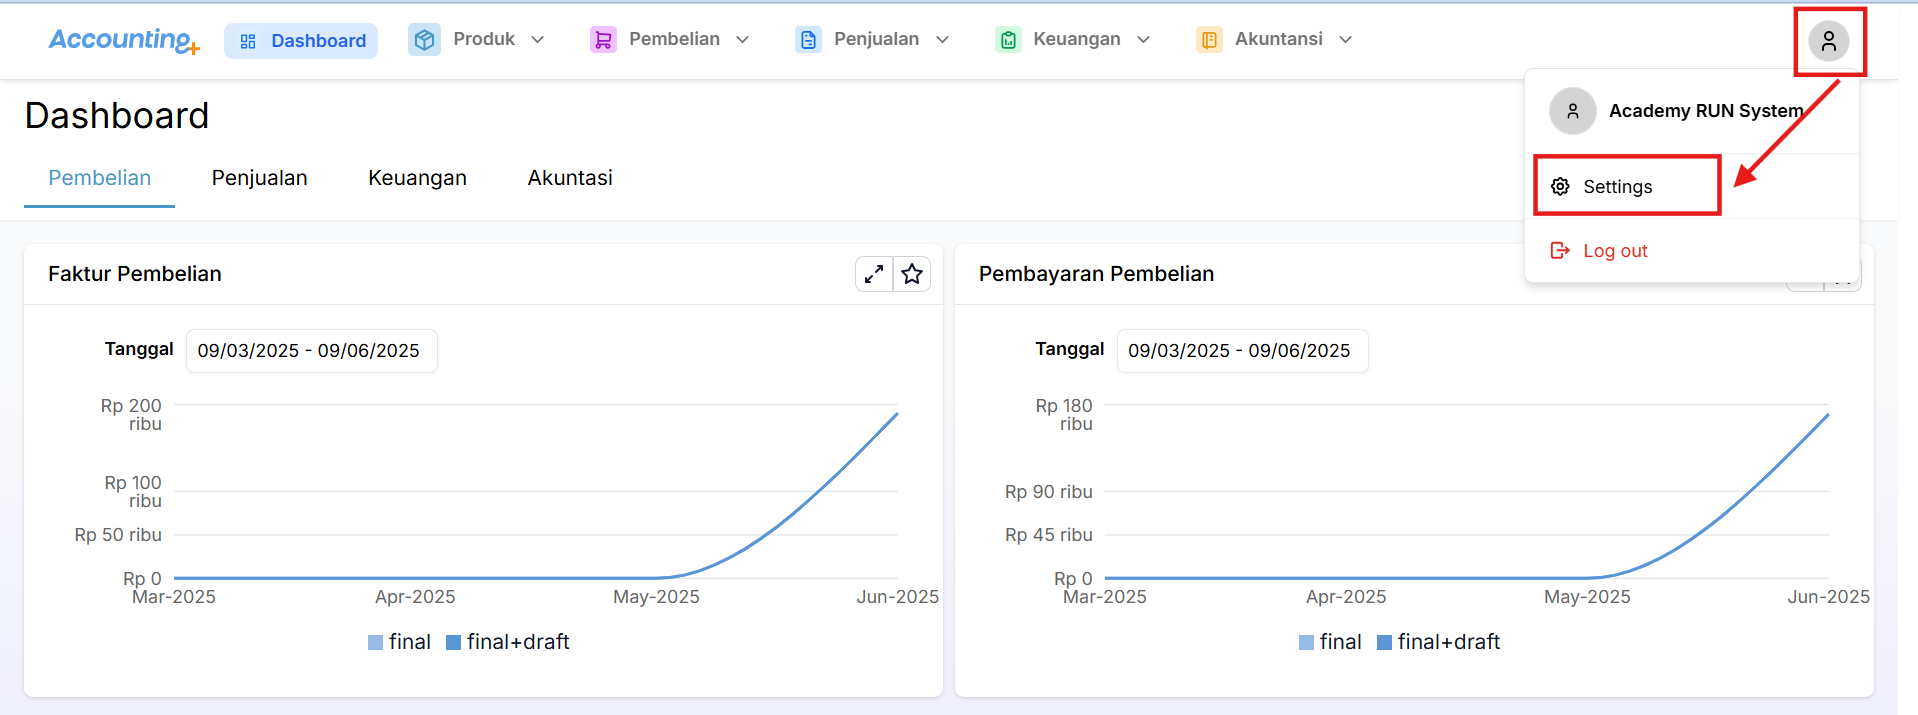 Accounting+
Dashboard
Produk
Pembelian
Penjualan
Keuangan
Akuntansi
Dashboard
Academy RUN System
Settings
Log out
Pembelian
Penjualan
Keuangan
Akuntasi
Faktur Pembelian
Tanggal
09/03/2025 - 09/06/2025
Rp 200
ribu
Rp 100
ribu
Rp 50 ribu
Rp 0
Mar-2025
Apr-2025
May-2025
Jun-2025
final
final+draft
Pembayaran Pembelian
Tanggal
09/03/2025 - 09/06/2025
Rp 180
ribu
Rp 90 ribu
Rp 45 ribu
Rp 0
Mar-2025
Apr-2025
May-2025
Jun-2025
final
final+draft